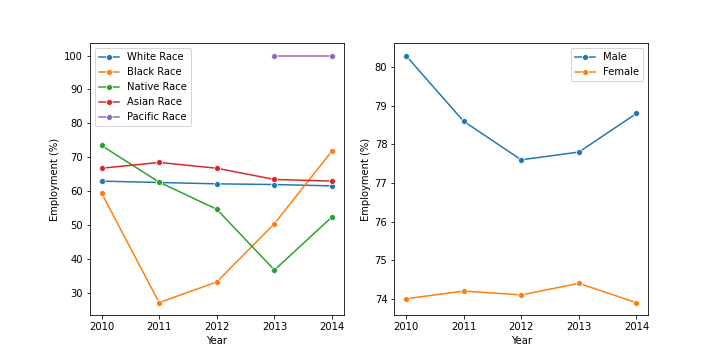 White Race
Black Race
Native Race
Asian Race
Pacific Race
100
90
80
70
60
50
40
30
Employment (%)
2010 2011 2012 2013 2014
Year
Male
Female
80
79
78
77
76
75
74
Employment (%)
2010 2011 2012 2013 2014
Year